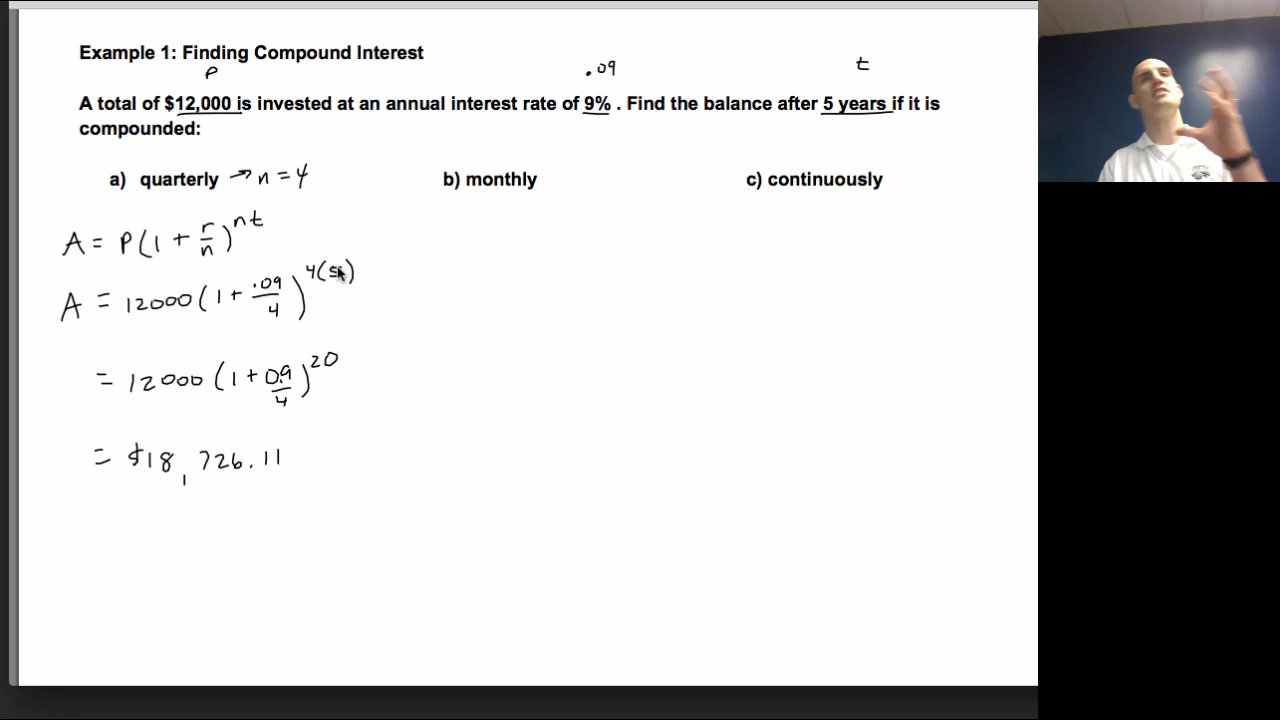 Example 1: Finding Compound Interest
P .09 t
A total of $12,000 is invested at an annual interest rate of 9% . Find the balance after 5 years if it is
compounded:
a) quarterly → n = 4 b) monthly c) continuously
A = P(1 + r/n)^nt
A = 12000(1 + .09/4)^4(5)
= 12000(1 + 0.9/4)^20
= $18,726.11